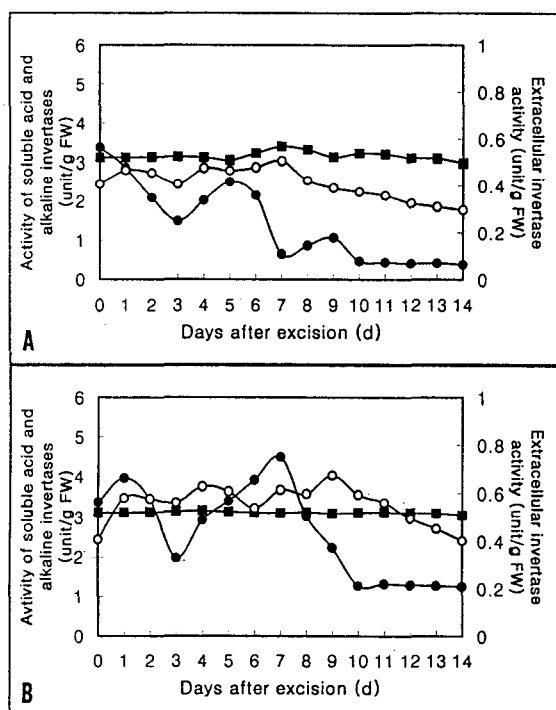 Activity of soluble acid and
alkaline invertases
(unit/g FW)
6
5
4
3
2
1
0
1
0.8
0.6
0.4
0.2
0
Extracellular invertase
activity (unit/g FW)
0 1 2 3 4 5 6 7 8 9 10 11 12 13 14
Days after excision (d)
A
Avtivity of soluble acid and
alkaline invertases
(unit/g FW)
6
5
4
3
2
1
0
1
0.8
0.6
0.4
0.2
0
Extracellular invertase
activity (unit/g FW)
0 1 2 3 4 5 6 7 8 9 10 11 12 13 14
Days after excision (d)
B